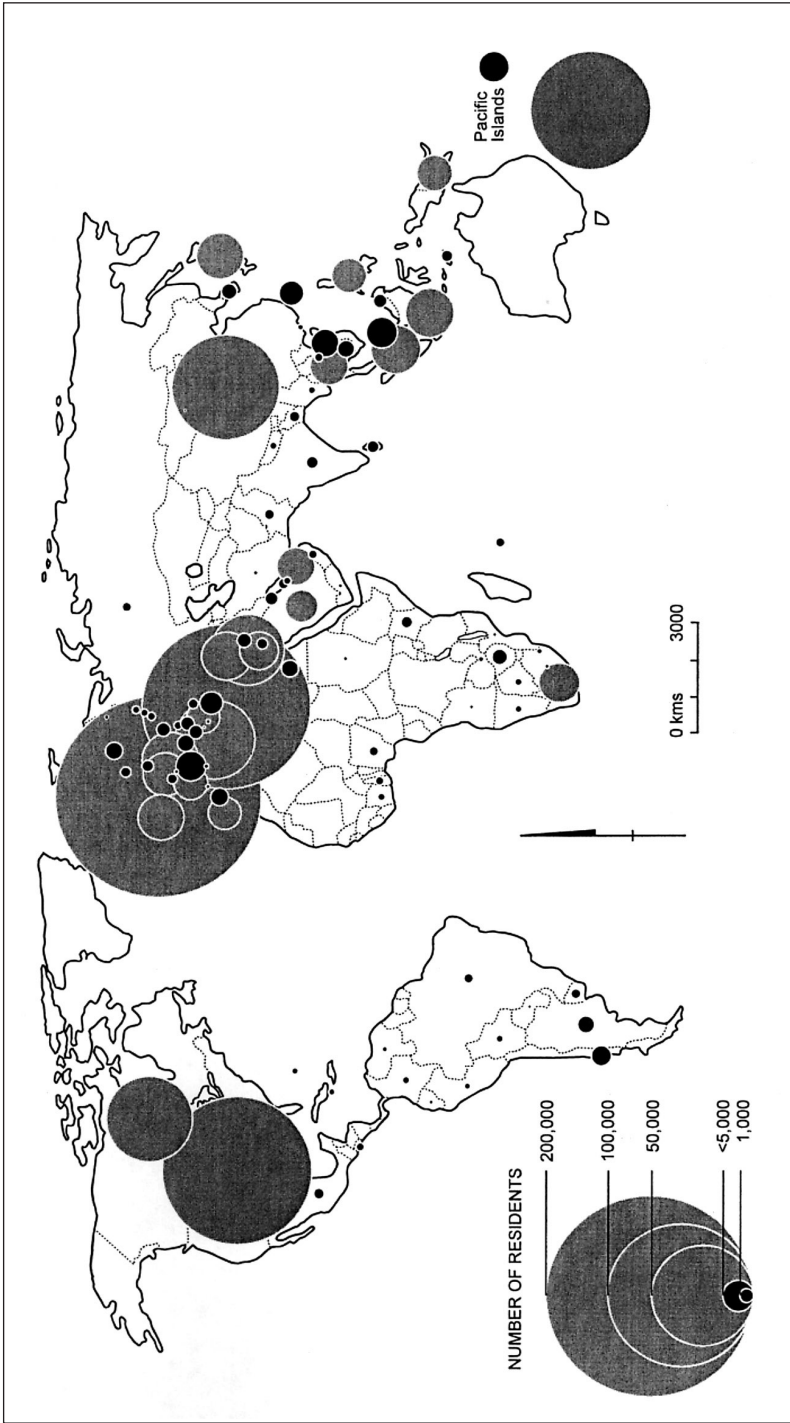 Pacific
Islands
0 kms 3000
NUMBER OF RESIDENTS
200,000
100,000
50,000
<5,000
1,000